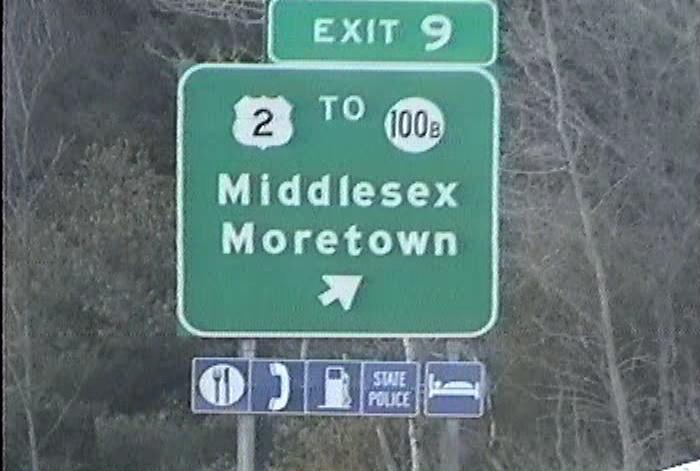 EXIT 9
2 TO 100B
Middlesex
Moretown
STATE
POLICE